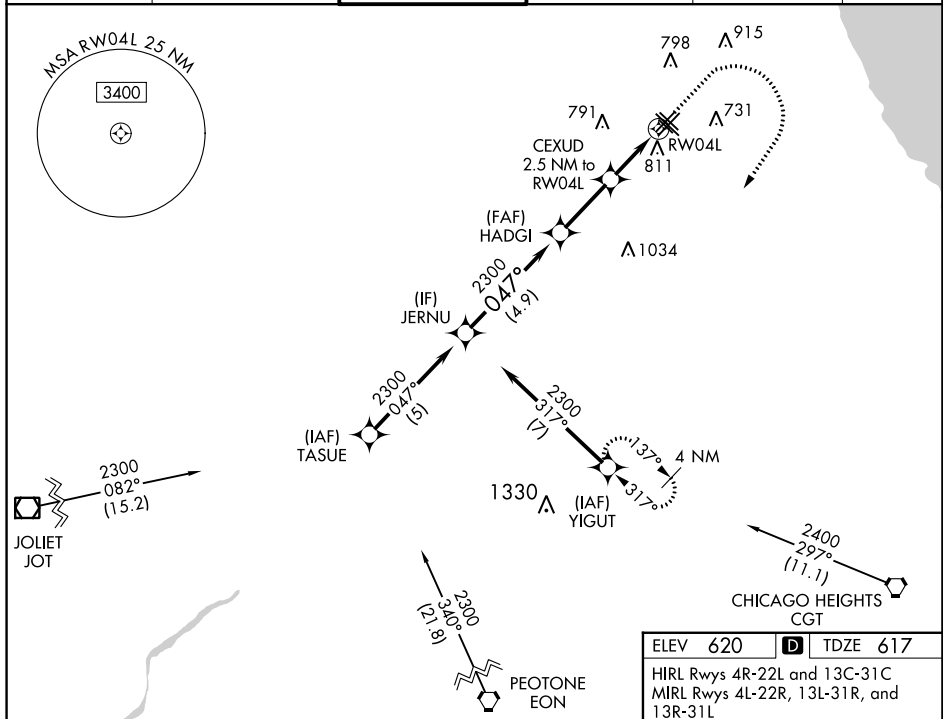 MSA RW04L 25 NM
3400
798
915
791
731
CEXUD
2.5 NM to
RW04L
RW04L
811
(FAF)
HADGI
1034
2300
047°
(4.9)
(IF)
JERNU
2300
047°
(5)
2300
317°
(7)
(IAF)
TASUE
137°
4 NM
317°
2300
082°
(15.2)
1330
(IAF)
YIGUT
JOLIET
JOT
2400
297°
(11.1)
2300
340°
(21.8)
CHICAGO HEIGHTS
CGT
PEOTONE
EON
ELEV 620 D TDZE 617
HIRL Rwys 4R-22L and 13C-31C
MIRL Rwys 4L-22R, 13L-31R, and
13R-31L